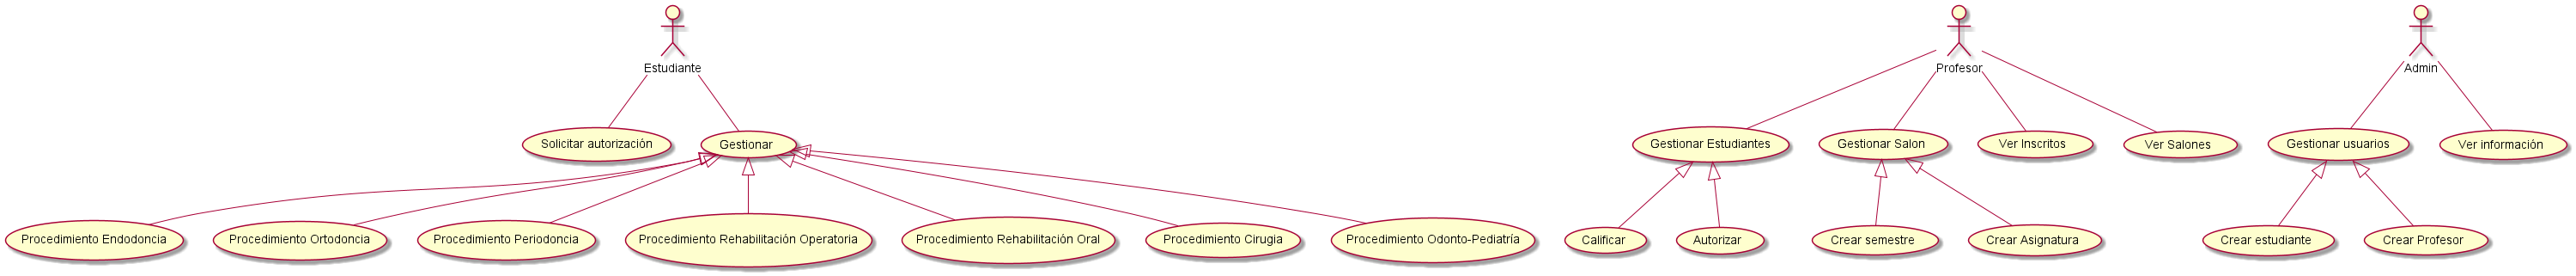 Estudiante
Profesor
Admin
Solicitar autorización
Gestionar
Gestionar Estudiantes
Gestionar Salon
Ver Inscritos
Ver Salones
Gestionar usuarios
Ver información
Procedimiento Endodoncia
Procedimiento Ortodoncia
Procedimiento Periodoncia
Procedimiento Rehabilitación Operatoria
Procedimiento Rehabilitación Oral
Procedimiento Cirugia
Procedimiento Odonto-Pediatría
Calificar
Autorizar
Crear semestre
Crear Asignatura
Crear estudiante
Crear Profesor